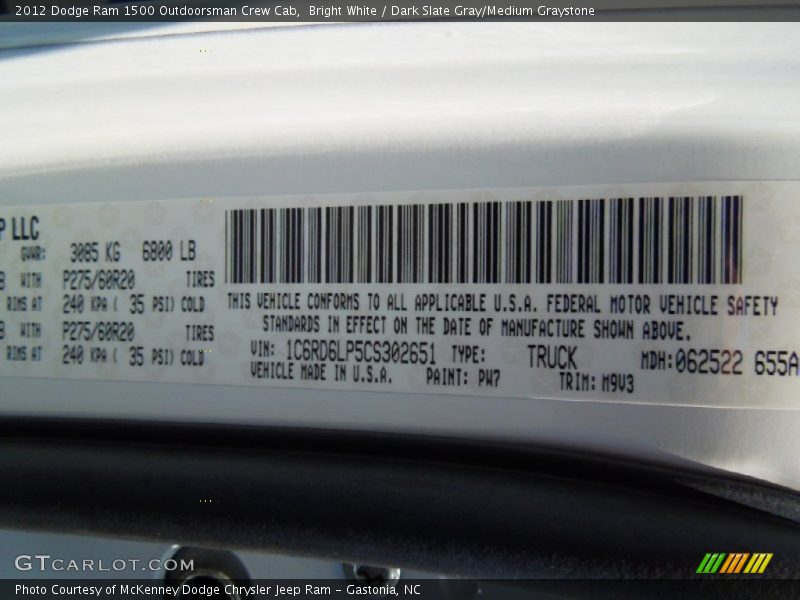 2012 Dodge Ram 1500 Outdoorsman Crew Cab,  Bright White / Dark Slate Gray/Medium Graystone
P LLC
GVWR: 3085 KG 6800 LB
B WITH P275/60R20 TIRES
RIMS AT 240 KPA ( 35 PSI) COLD
B WITH P275/60R20 TIRES
RIMS AT 240 KPA ( 35 PSI) COLD
THIS VEHICLE CONFORMS TO ALL APPLICABLE U.S.A. FEDERAL MOTOR VEHICLE SAFETY
STANDARDS IN EFFECT ON THE DATE OF MANUFACTURE SHOWN ABOVE.
VIN: 1C6RD6LP5CS302651 TYPE: TRUCK MDH:062522 655A
VEHICLE MADE IN U.S.A. PAINT: PW7 TRIM: M9V3
GTCARLOT.COM
Photo Courtesy of McKenney Dodge Chrysler Jeep Ram - Gastonia, NC